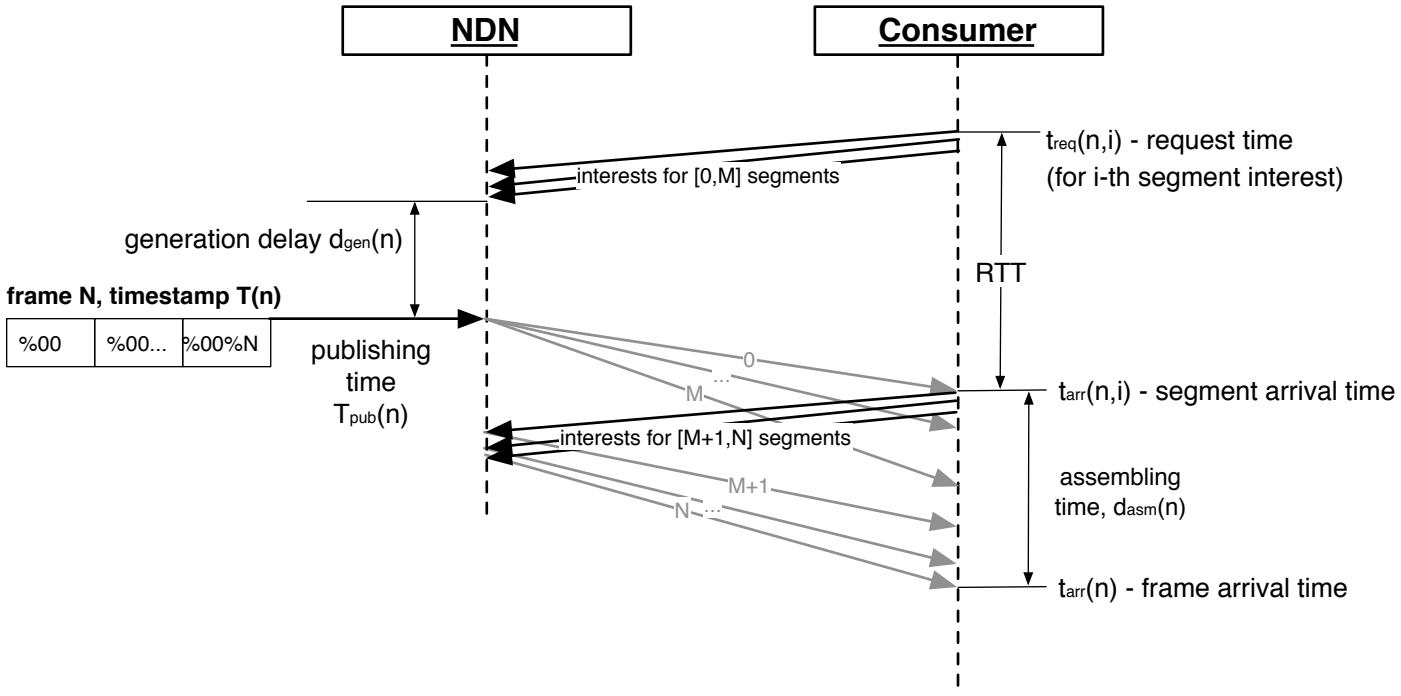 NDN
Consumer
treq(n,i) - request time
(for i-th segment interest)
interests for [0,M] segments
generation delay dgen(n)
RTT
frame N, timestamp T(n)
%00
%00...
%00%N
publishing
time
Tpub(n)
0
...
M
tarr(n,i) - segment arrival time
interests for [M+1,N] segments
M+1
N
...
assembling
time, dasm(n)
tarr(n) - frame arrival time